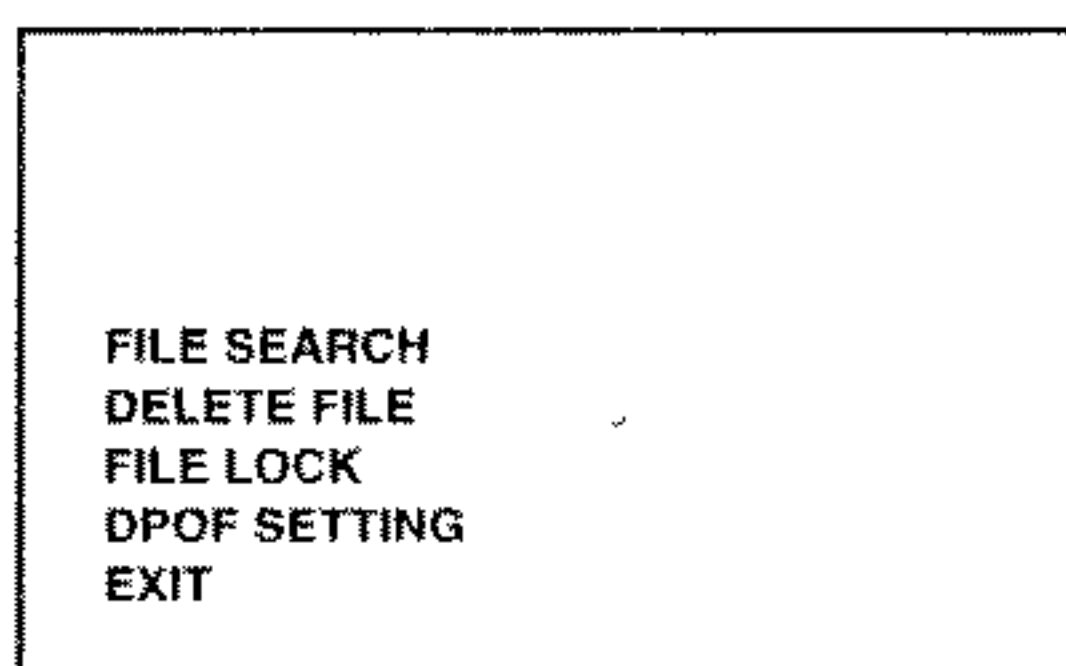 FILE SEARCH
DELETE FILE
FILE LOCK
DPOF SETTING
EXIT